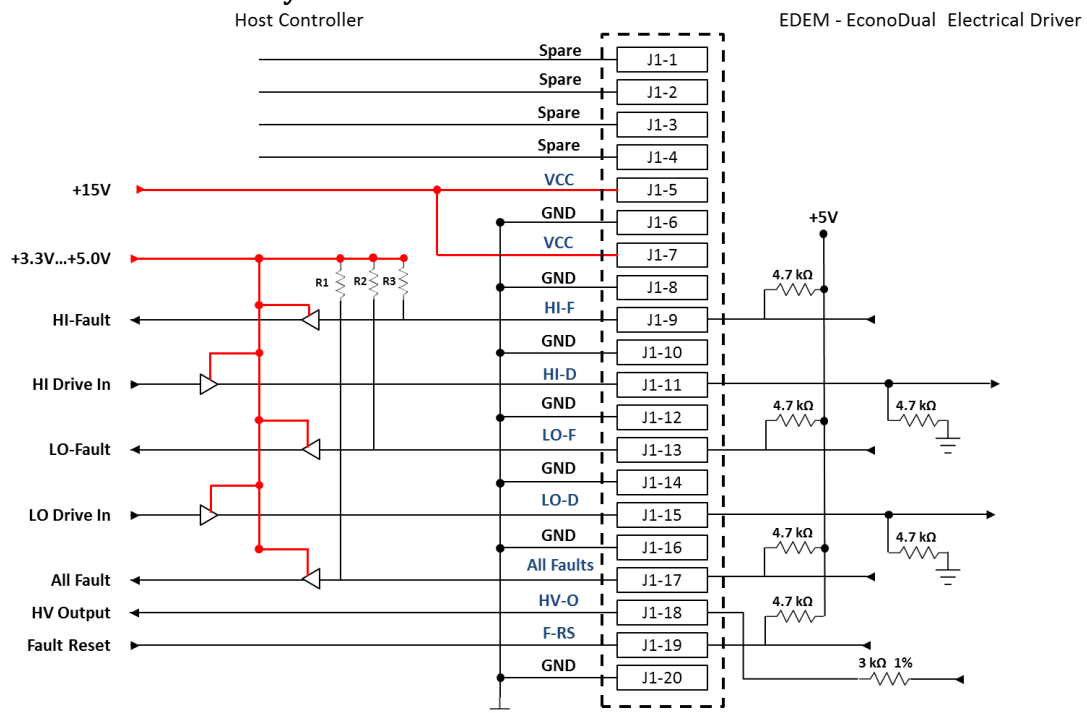 Host Controller
EDEM - EconoDual Electrical Driver
Spare J1-1
Spare J1-2
Spare J1-3
Spare J1-4
+15V VCC J1-5
GND J1-6
+5V
VCC J1-7
+3.3V...+5.0V
R1 R2 R3
GND J1-8
4.7 kΩ
HI-Fault HI-F J1-9
GND J1-10
HI Drive In HI-D J1-11
4.7 kΩ 4.7 kΩ
GND J1-12
LO-Fault LO-F J1-13
GND J1-14
LO Drive In LO-D J1-15
4.7 kΩ 4.7 kΩ
GND J1-16
All Fault All Faults J1-17
4.7 kΩ
HV Output HV-O J1-18
Fault Reset F-RS J1-19
3 kΩ 1%
GND J1-20